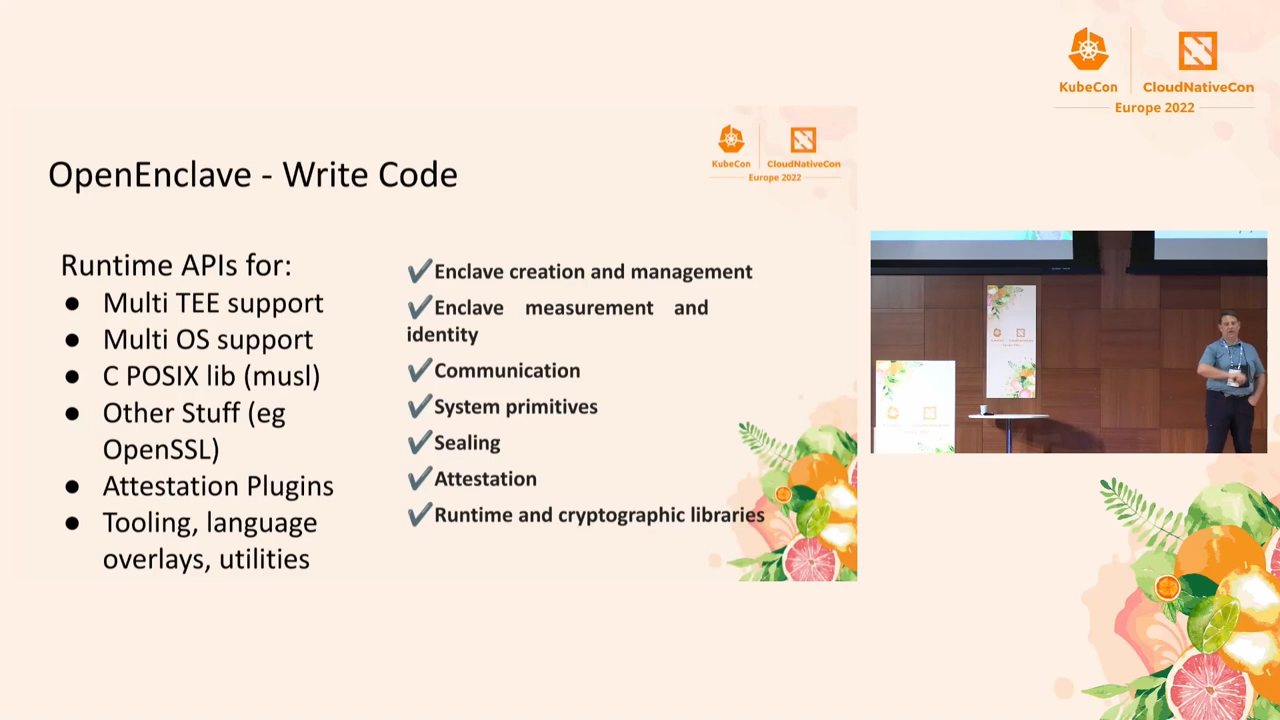 KubeCon
CloudNativeCon
Europe 2022
KubeCon
CloudNativeCon
Europe 2022
OpenEnclave - Write Code
Runtime APIs for:
● Multi TEE support
● Multi OS support
● C POSIX lib (musl)
● Other Stuff (eg
OpenSSL)
● Attestation Plugins
● Tooling, language
overlays, utilities
✔Enclave creation and management
✔Enclave measurement and
identity
✔Communication
✔System primitives
✔Sealing
✔Attestation
✔Runtime and cryptographic libraries